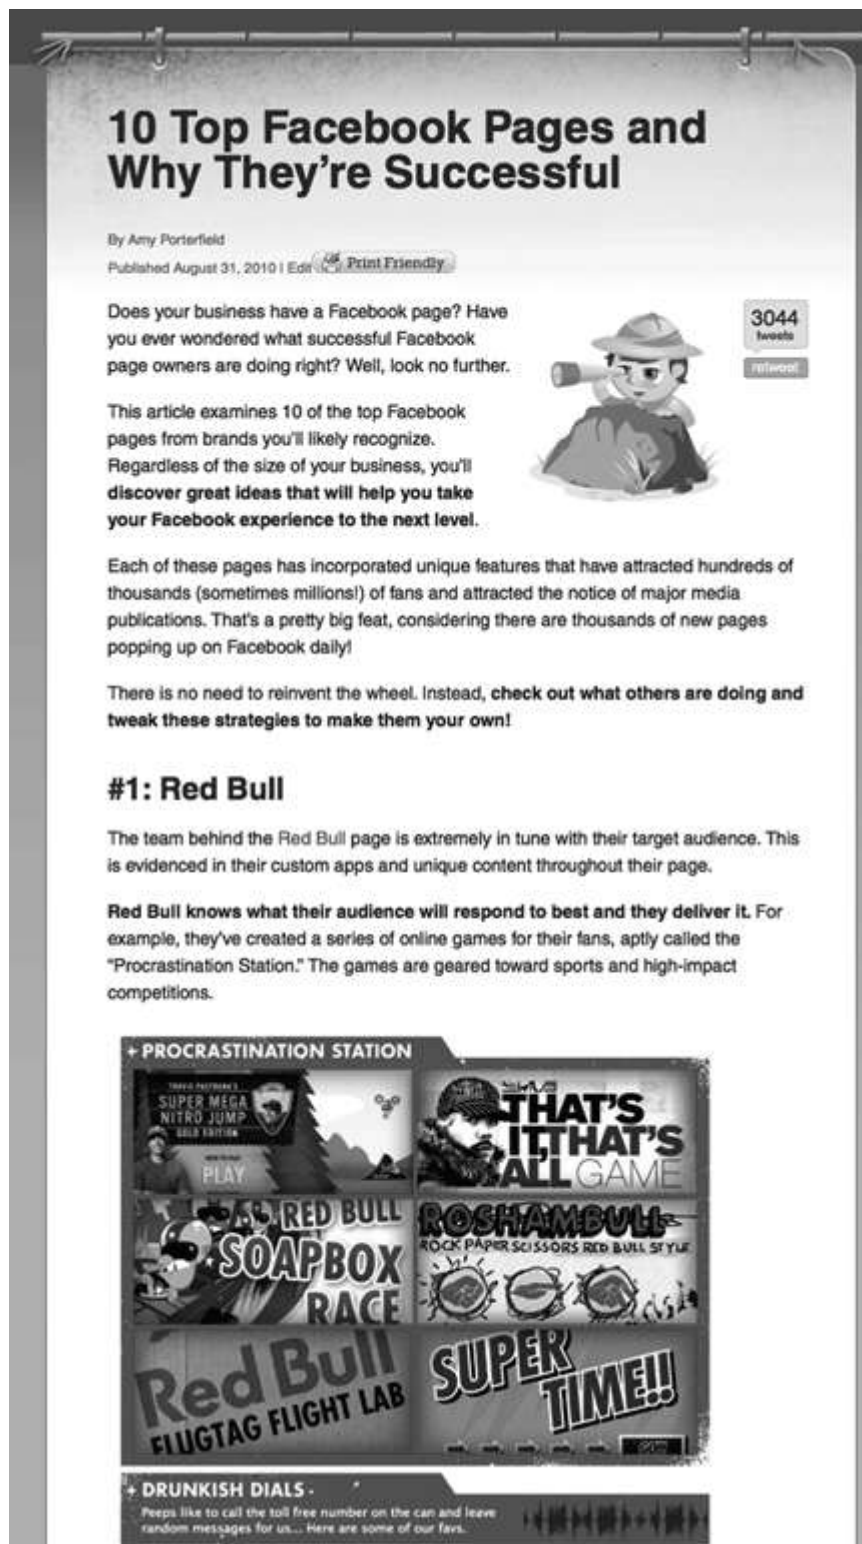 10 Top Facebook Pages and
Why They're Successful
By Amy Porterfield
Published August 31, 2010 | Edit Print Friendly
Does your business have a Facebook page? Have
you ever wondered what successful Facebook
page owners are doing right? Well, look no further.
3044
tweets
retweet
This article examines 10 of the top Facebook
pages from brands you'll likely recognize.
Regardless of the size of your business, you'll
discover great ideas that will help you take
your Facebook experience to the next level.
Each of these pages has incorporated unique features that have attracted hundreds of
thousands (sometimes millions!) of fans and attracted the notice of major media
publications. That's a pretty big feat, considering there are thousands of new pages
popping up on Facebook daily!
There is no need to reinvent the wheel. Instead, check out what others are doing and
tweak these strategies to make them your own!
#1: Red Bull
The team behind the Red Bull page is extremely in tune with their target audience. This
is evidenced in their custom apps and unique content throughout their page.
Red Bull knows what their audience will respond to best and they deliver it. For
example, they've created a series of online games for their fans, aptly called the
"Procrastination Station." The games are geared toward sports and high-impact
competitions.
+ PROCRASTINATION STATION
TRAVIS PASTRANA'S
SUPER MEGA
NITRO JUMP
GOLD EDITION
PLAY
THAT'S
IT, THAT'S
ALL GAME
RED BULL
SOAPBOX
RACE
ROSHAMBULL
ROCK PAPER SCISSORS RED BULL STYLE
Red Bull
FLUGTAG FLIGHT LAB
SUPER
TIME!!
+ DRUNKISH DIALS
Peeps like to call the toll free number on the can and leave
random messages for us... Here are some of our favs.